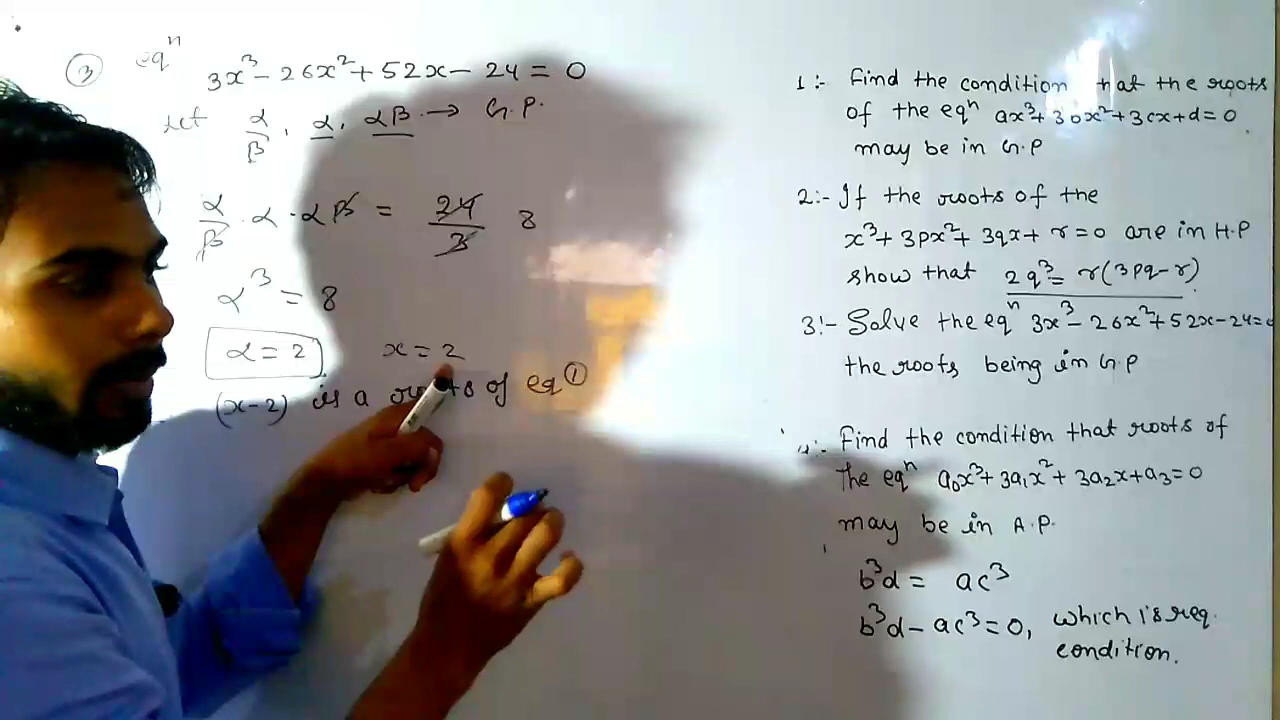 ③ eqⁿ 3x³ - 26x² + 52x - 24 = 0
Let α/β, α, αβ → G.P.
α/β · α · αβ = 24/3 8
α³ = 8
α = 2 x = 2
(x-2) is a roots of eq ①
1:- Find the condition that the roots
of the eqⁿ ax³+3bx²+3cx+d=0
may be in G.P
2:- If the roots of the
x³+3px²+3qx+r=0 are in H.P
show that 2q³ = r(3pq-r)
3:- Solve the eqⁿ 3x³-26x²+52x-24=0
the roots being in G.P
4:- Find the condition that roots of
the eqⁿ a₀x³+3a₁x²+3a₂x+a₃=0
may be in A.P.
b³d = ac³
b³d - ac³ = 0, which is req.
condition.